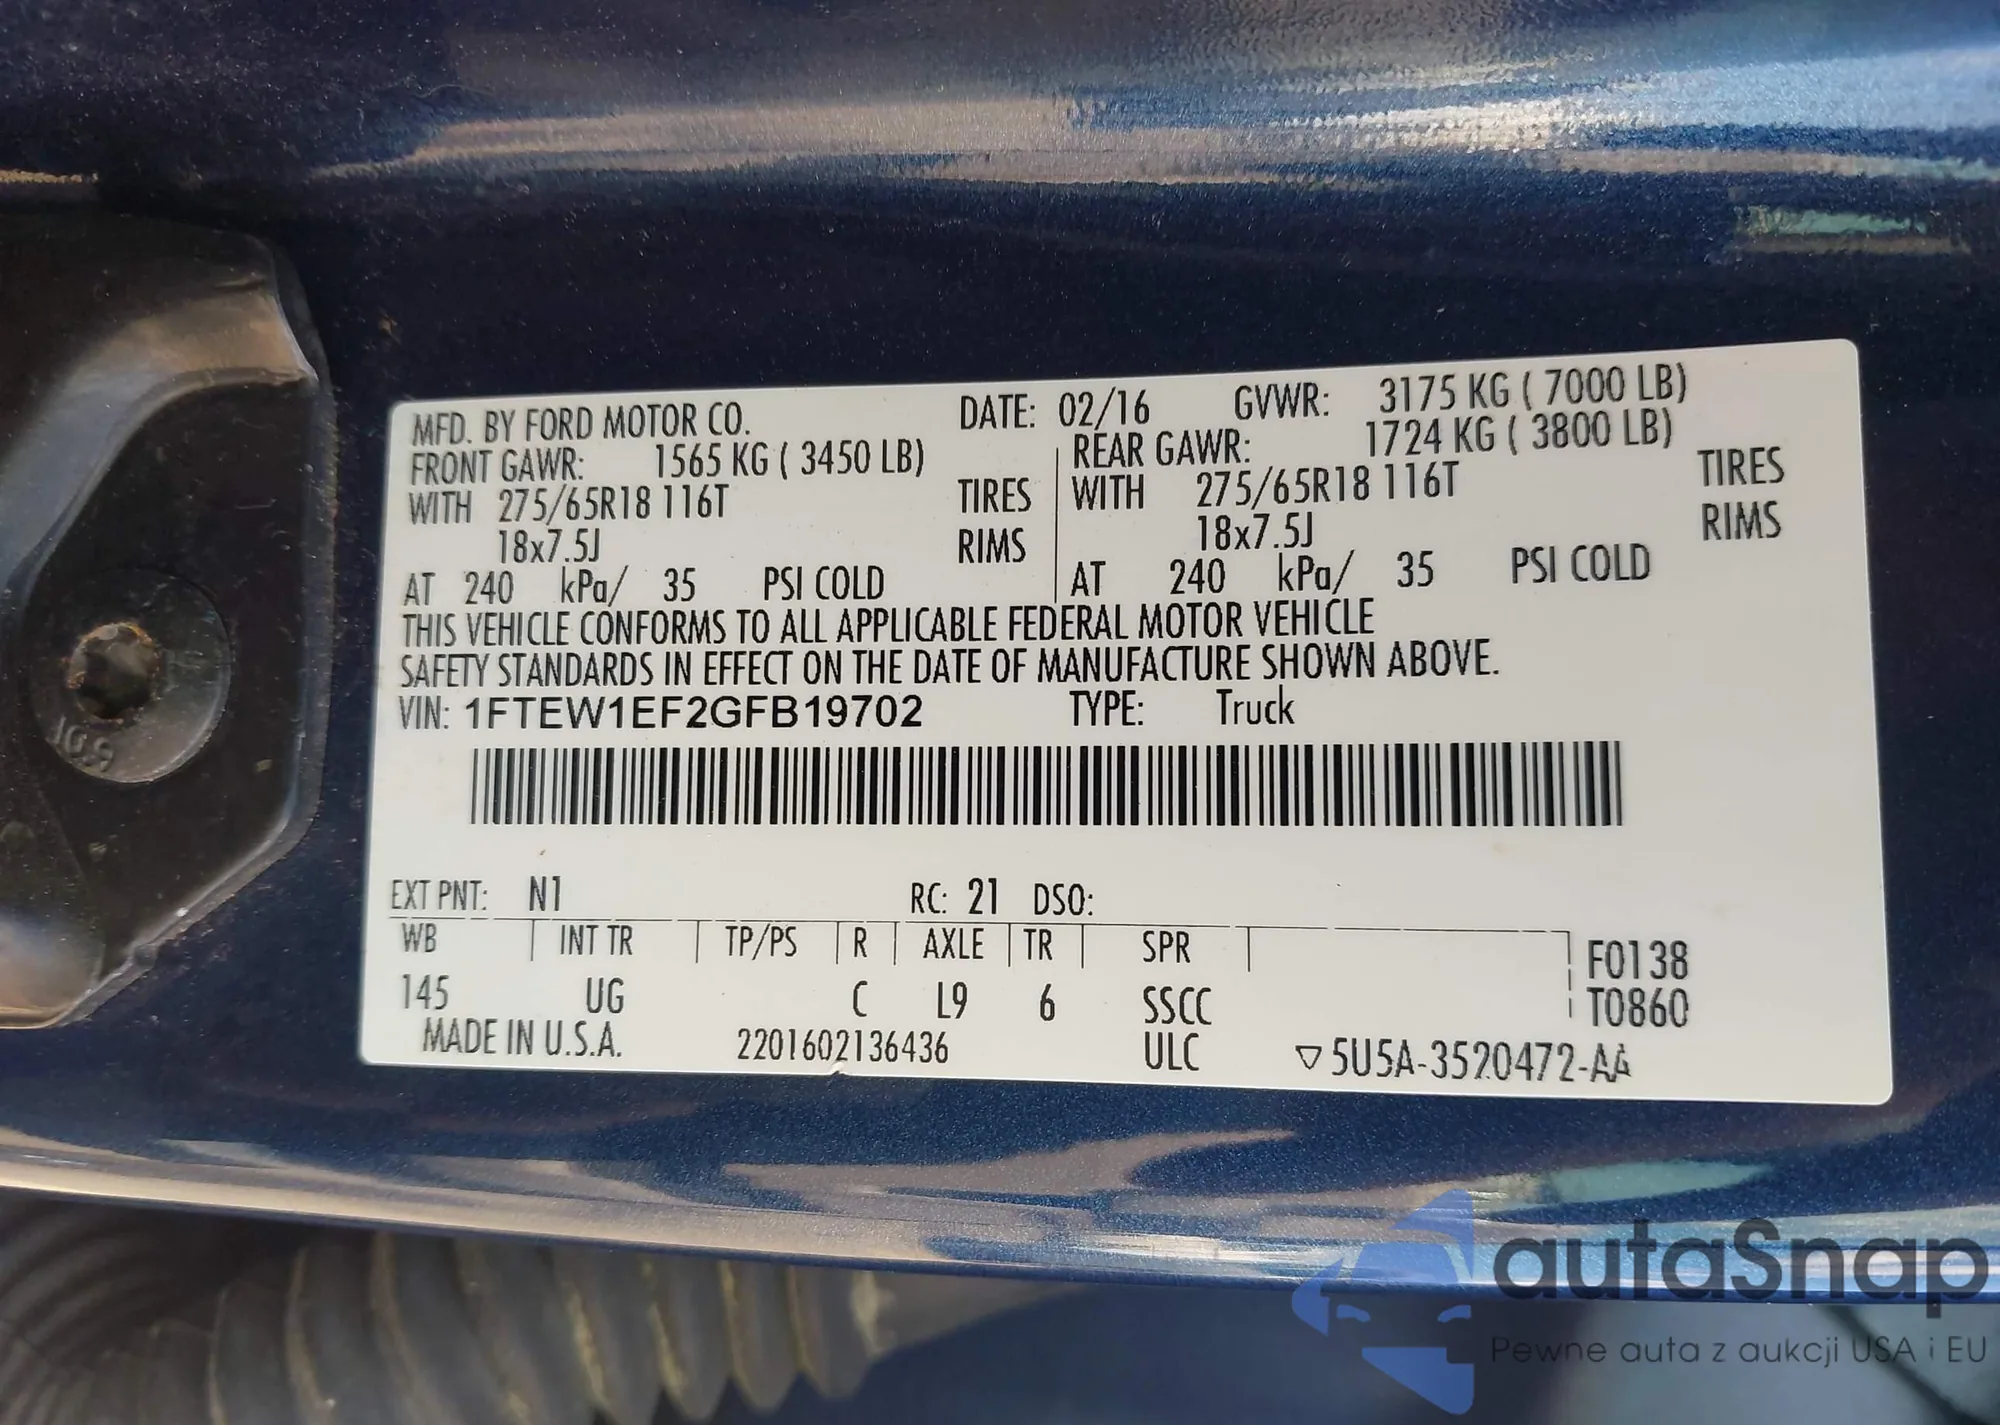 MFD. BY FORD MOTOR CO. DATE: 02/16 GVWR: 3175 KG ( 7000 LB)
FRONT GAWR: 1565 KG ( 3450 LB) REAR GAWR: 1724 KG ( 3800 LB)
WITH 275/65R18 116T TIRES WITH 275/65R18 116T TIRES
18x7.5J RIMS 18x7.5J RIMS
AT 240 kPa/ 35 PSI COLD AT 240 kPa/ 35 PSI COLD
THIS VEHICLE CONFORMS TO ALL APPLICABLE FEDERAL MOTOR VEHICLE
SAFETY STANDARDS IN EFFECT ON THE DATE OF MANUFACTURE SHOWN ABOVE.
VIN: 1FTEW1EF2GFB19702 TYPE: Truck
EXT PNT: N1 RC: 21 DSO:
WB INT TR TP/PS R AXLE TR SPR F0138
145 UG C L9 6 SSCC T0860
MADE IN U.S.A. 2201602136436 ULC ▽5U5A-3520472-AA
autaSnap
Pewne auta z aukcji USA i EU